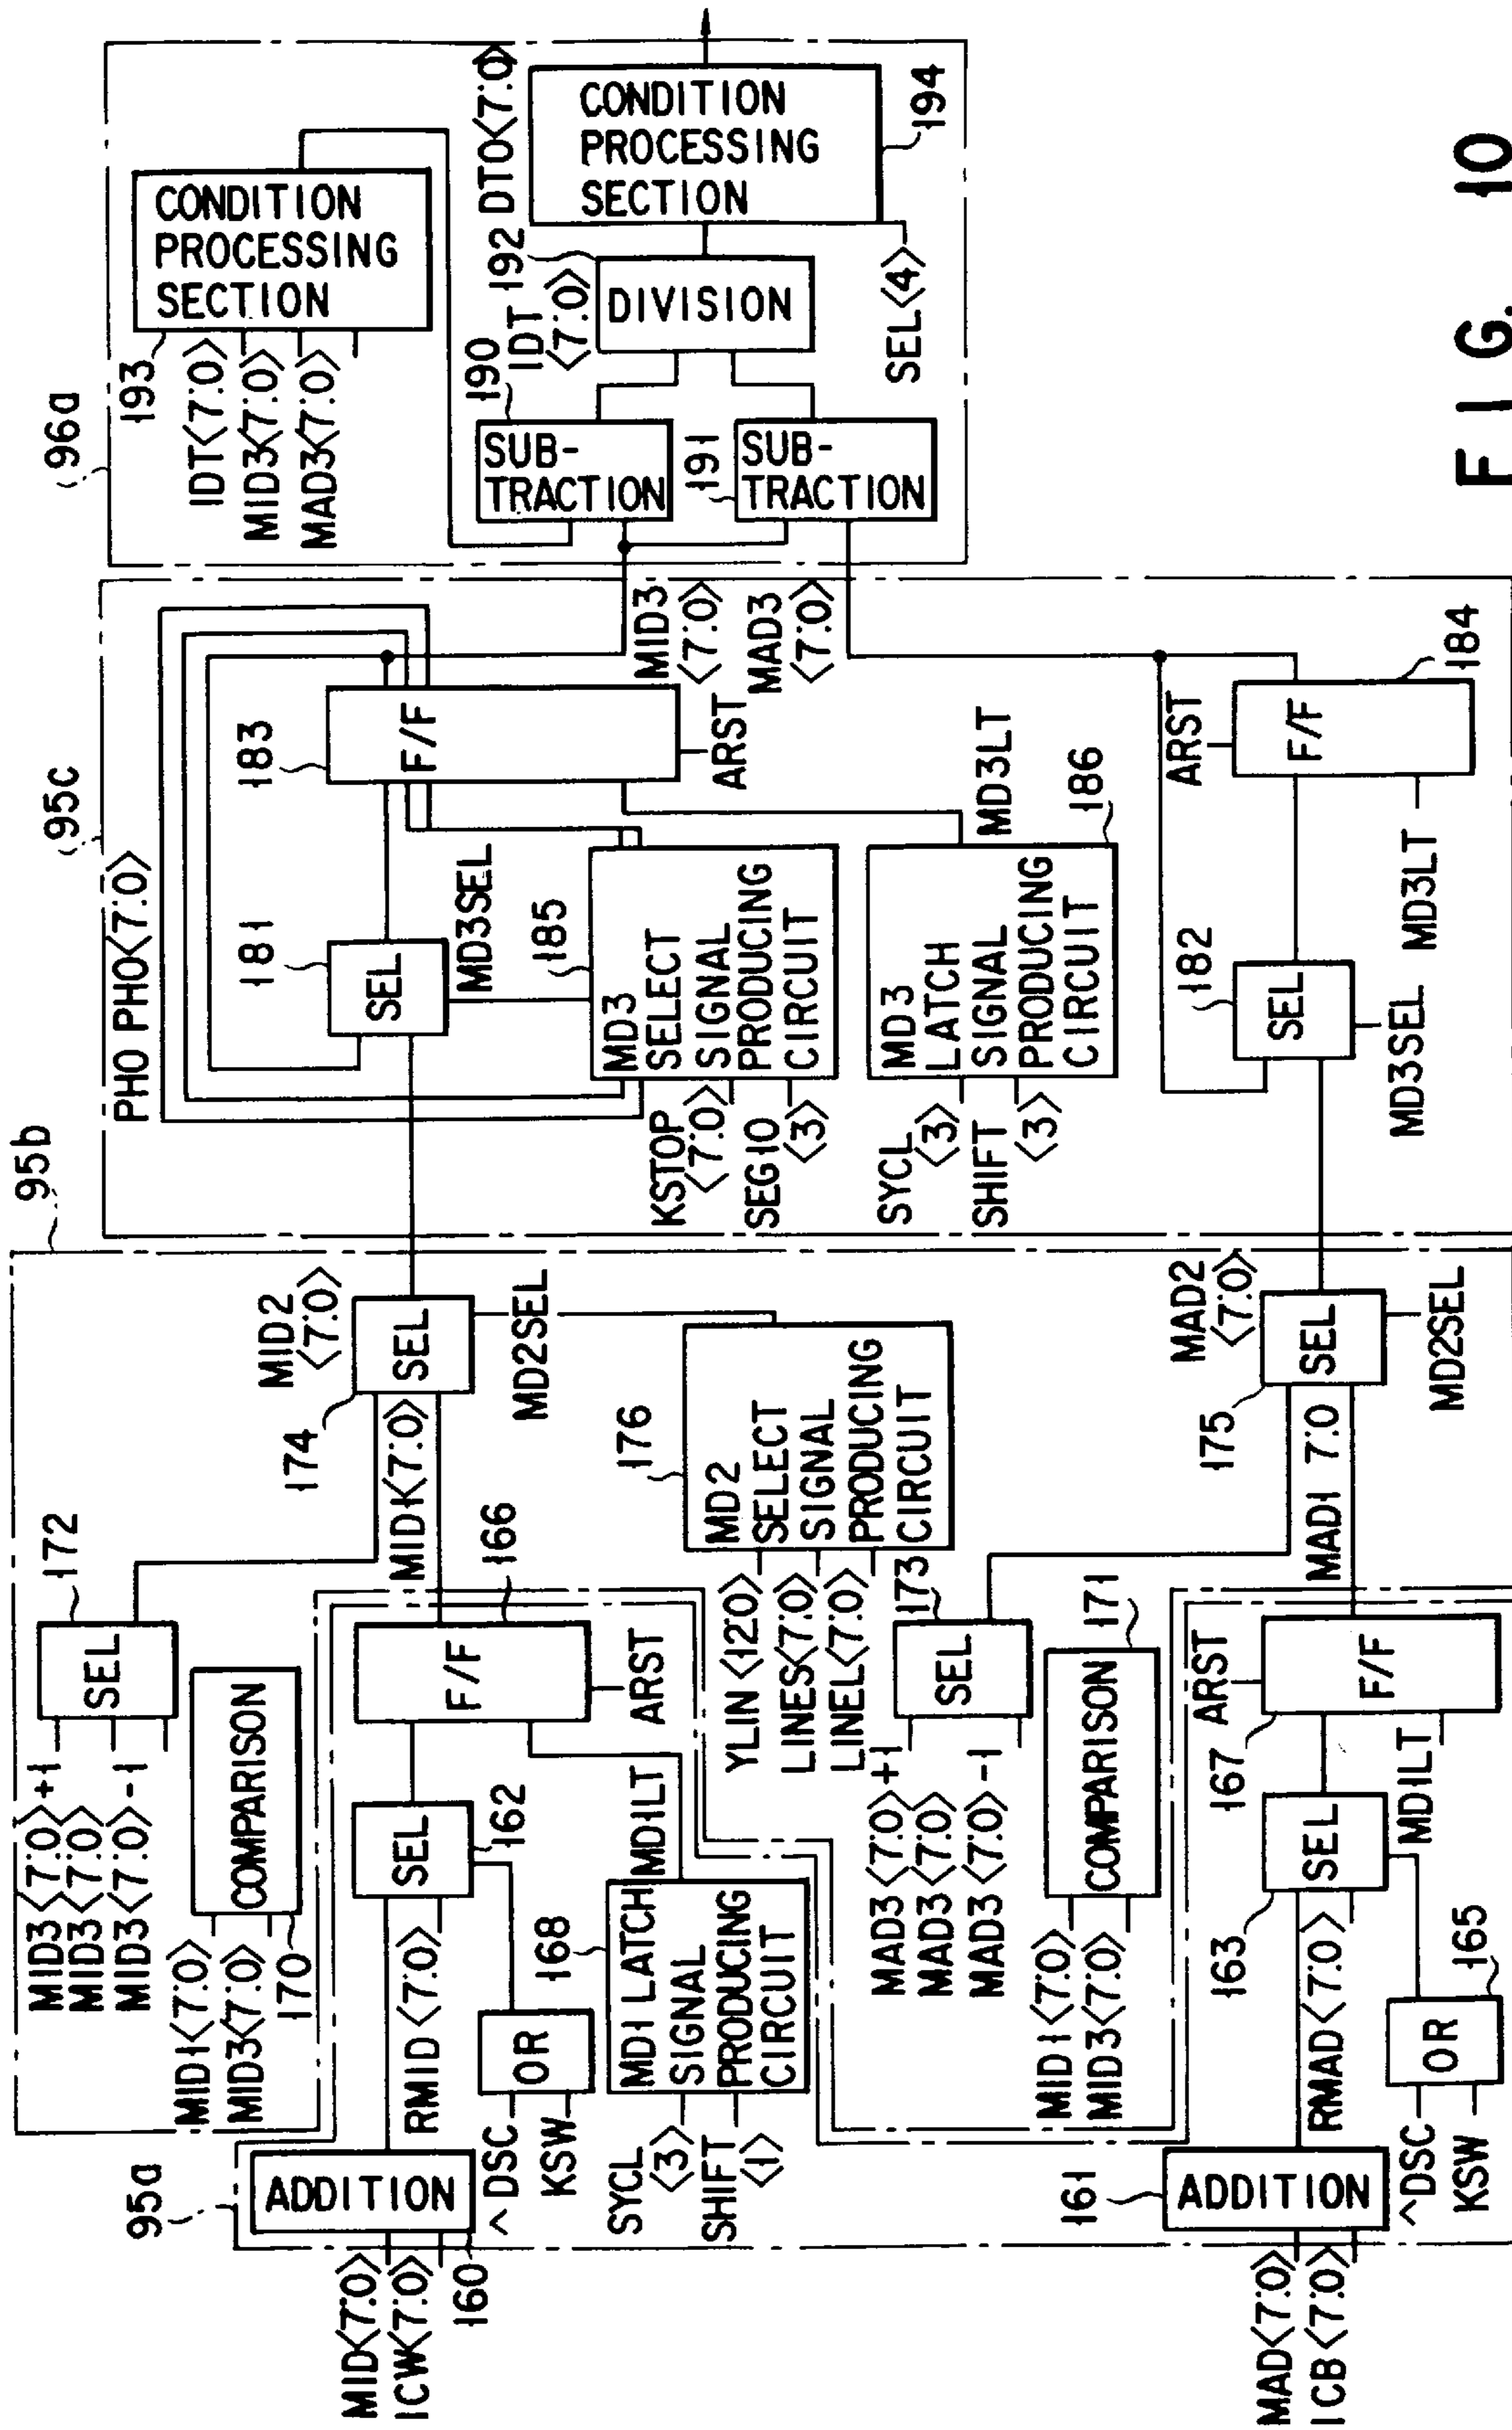 96a
193
CONDITION
PROCESSING
SECTION
IDT<7:0>
MID3<7:0>
MAD3<7:0>
190
SUB-
TRACTION
191
SUB-
TRACTION
IDT
<7:0>
192
DIVISION
SEL<4>
DTO<7:0>
CONDITION
PROCESSING
SECTION
194
95c
PHO PHO<7:0>
181
SEL
MD3SEL
183
F/F
ARST
MID3
<7:0>
MAD3
<7:0>
185
MD3
SELECT
SIGNAL
PRODUCING
CIRCUIT
KSTOP
<7:0>
SEG10
<3>
MD3
LATCH
SIGNAL
PRODUCING
CIRCUIT
MD3LT
186
SYCL
<3>
SHIFT
<3>
182
SEL
MD3SEL
ARST
F/F
MD3LT
184
95b
172
SEL
MID3<7:0>+1
MID3<7:0>
MID3<7:0>-1
COMPARISON
MID1<7:0>
MID3<7:0>
170
174
MID2
<7:0>
SEL
MID1<7:0>
MD2SEL
176
MD2
SELECT
SIGNAL
PRODUCING
CIRCUIT
YLIN<120>
LINES<7:0>
LINEL<7:0>
173
SEL
MAD3<7:0>+1
MAD3<7:0>
MAD3<7:0>-1
171
COMPARISON
MID1<7:0>
MID3<7:0>
MAD2
<7:0>
175
SEL
MAD1 7:0
MD2SEL
95a
ADDITION
MID<7:0>
ICW<7:0>
160
RMID<7:0>
SEL
162
F/F
166
ARST
^DSC
KSW
OR
168
MD1 LATCH
SIGNAL
PRODUCING
CIRCUIT
MD1LT
SYCL
<3>
SHIFT
<1>
161
ADDITION
MAD<7:0>
ICB<7:0>
RMAD<7:0>
163
SEL
ARST
167
F/F
MD1LT
^DSC
KSW
OR
165
FIG. 10